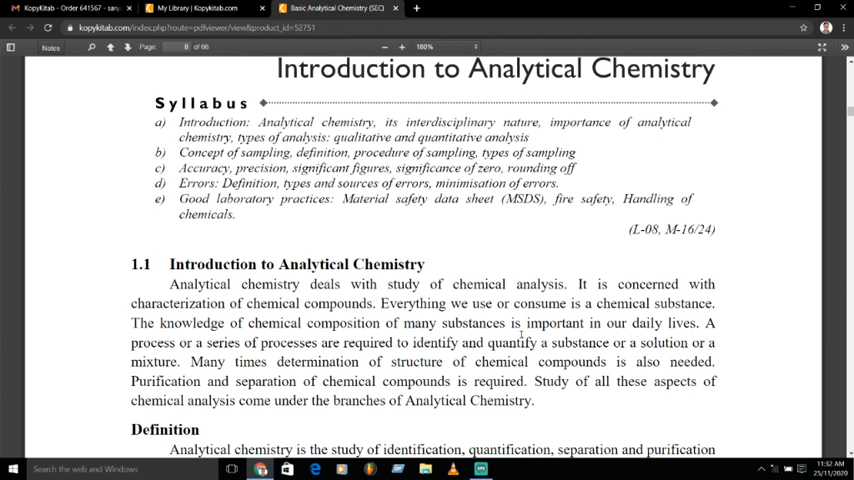 KopyKitab - Order 641567 - sanj
My Library | Kopykitab.com
Basic Analytical Chemistry (SEC)
kopykitab.com/index.php?route=pdfviewer/view&product_id=52751
Notes
Page: 8 of 66
180%
Introduction to Analytical Chemistry
Syllabus
a) Introduction: Analytical chemistry, its interdisciplinary nature, importance of analytical
chemistry, types of analysis: qualitative and quantitative analysis
b) Concept of sampling, definition, procedure of sampling, types of sampling
c) Accuracy, precision, significant figures, significance of zero, rounding off
d) Errors: Definition, types and sources of errors, minimisation of errors.
e) Good laboratory practices: Material safety data sheet (MSDS), fire safety, Handling of
chemicals.
(L-08, M-16/24)
1.1 Introduction to Analytical Chemistry
Analytical chemistry deals with study of chemical analysis. It is concerned with
characterization of chemical compounds. Everything we use or consume is a chemical substance.
The knowledge of chemical composition of many substances is important in our daily lives. A
process or a series of processes are required to identify and quantify a substance or a solution or a
mixture. Many times determination of structure of chemical compounds is also needed.
Purification and separation of chemical compounds is required. Study of all these aspects of
chemical analysis come under the branches of Analytical Chemistry.
Definition
Analytical chemistry is the study of identification, quantification, separation and purification
Search the web and Windows
11:32 AM
25/11/2020